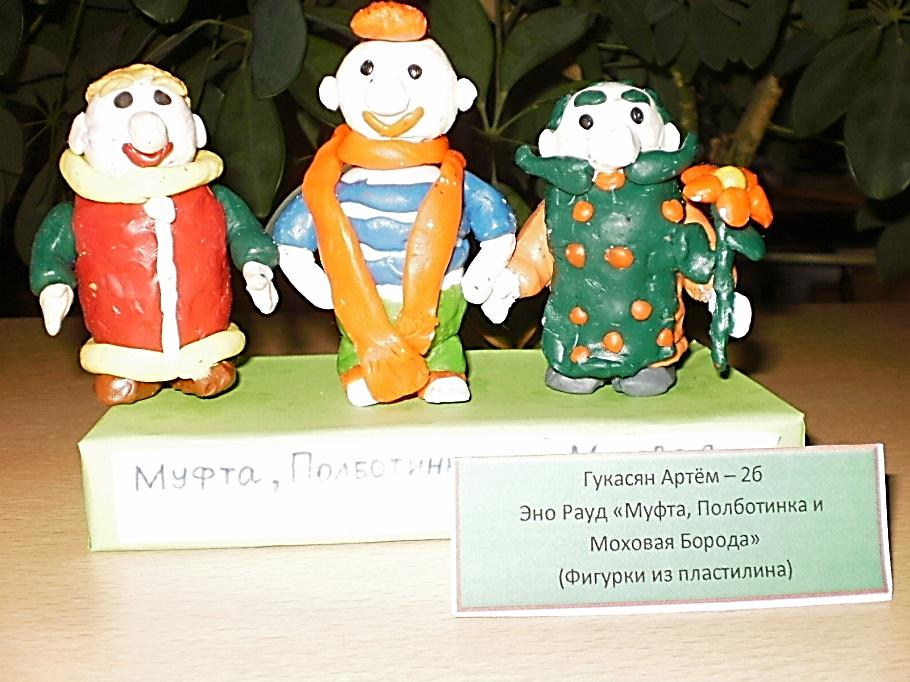 Муфта, Полботинк
Гукасян Артём – 2б
Эно Рауд «Муфта, Полботинка и
Моховая Борода»
(Фигурки из пластилина)